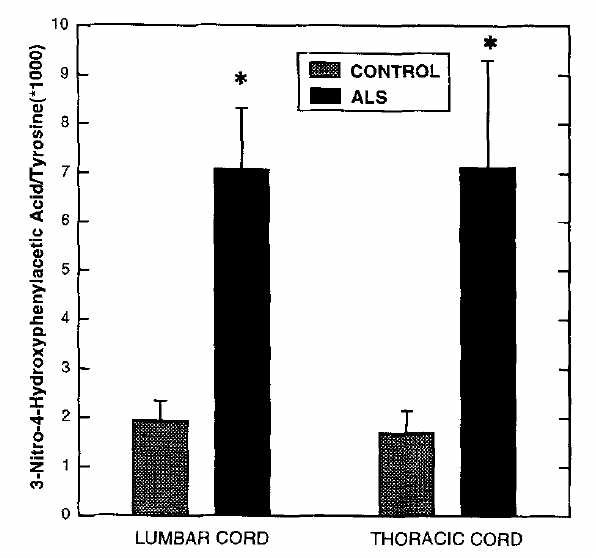 3-Nitro-4-Hydroxyphenylacetic Acid/Tyrosine(*1000)
10
9
8
7
6
5
4
3
2
1
0
*
*
CONTROL
ALS
LUMBAR CORD
THORACIC CORD